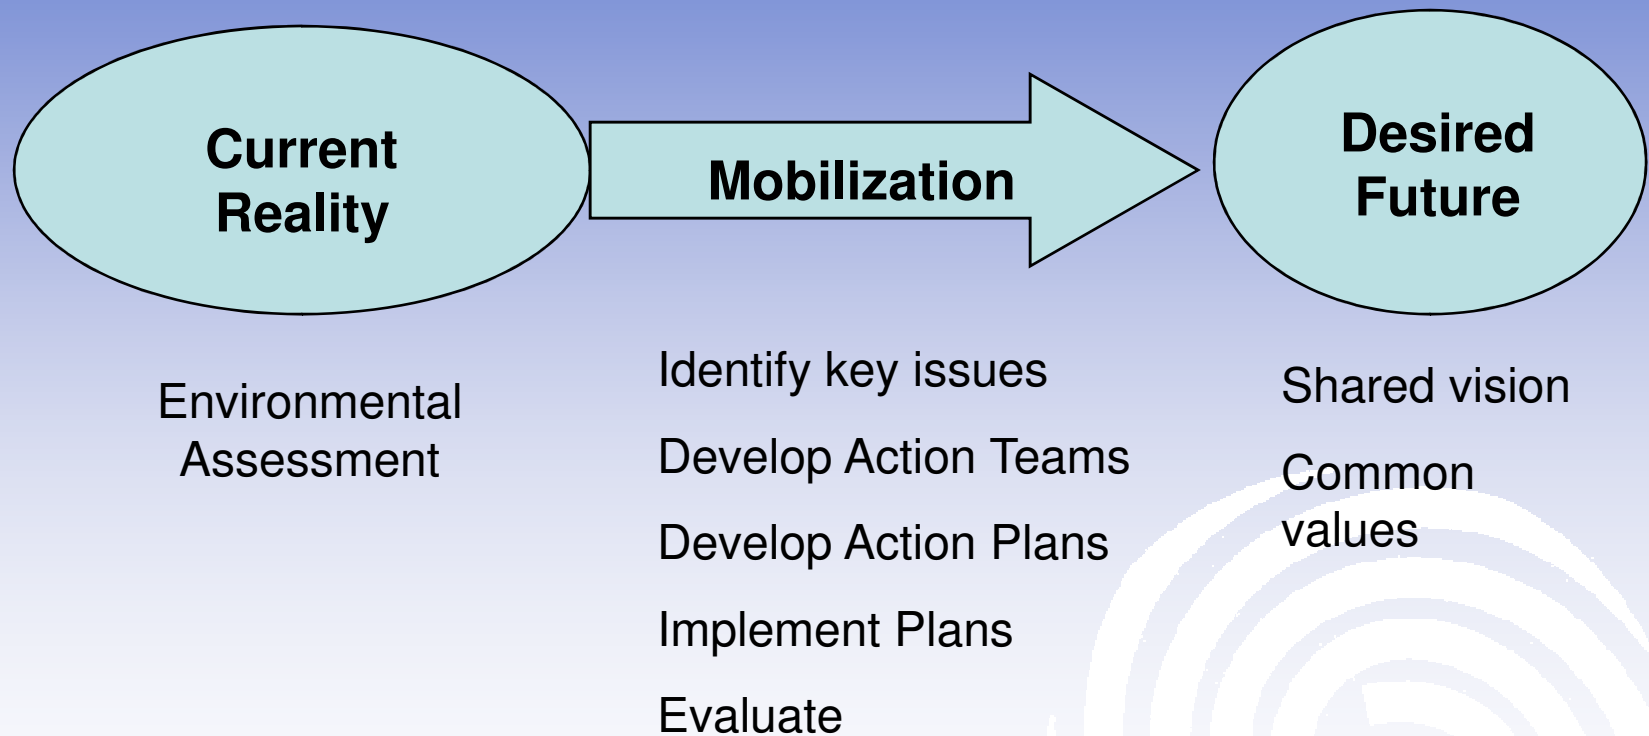 Current
Reality
Mobilization
Desired
Future
Environmental
Assessment
Identify key issues
Develop Action Teams
Develop Action Plans
Implement Plans
Evaluate
Shared vision
Common
values